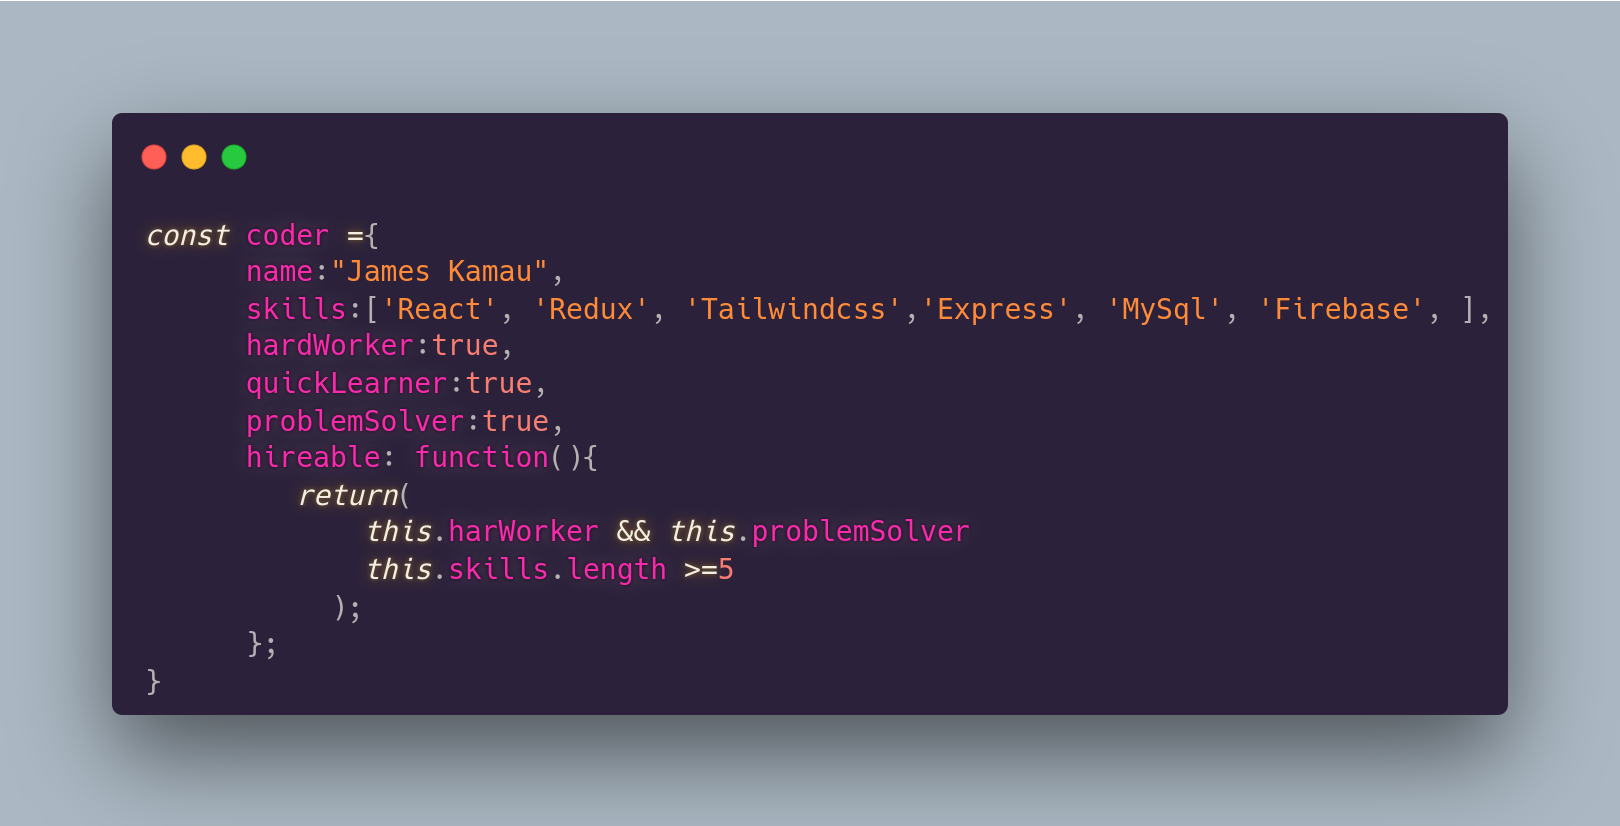 const coder ={
name:"James Kamau",
skills:['React', 'Redux', 'Tailwindcss','Express', 'MySql', 'Firebase', ],
hardWorker:true,
quickLearner:true,
problemSolver:true,
hireable: function(){
return(
this.harWorker && this.problemSolver
this.skills.length >=5
);
};
}